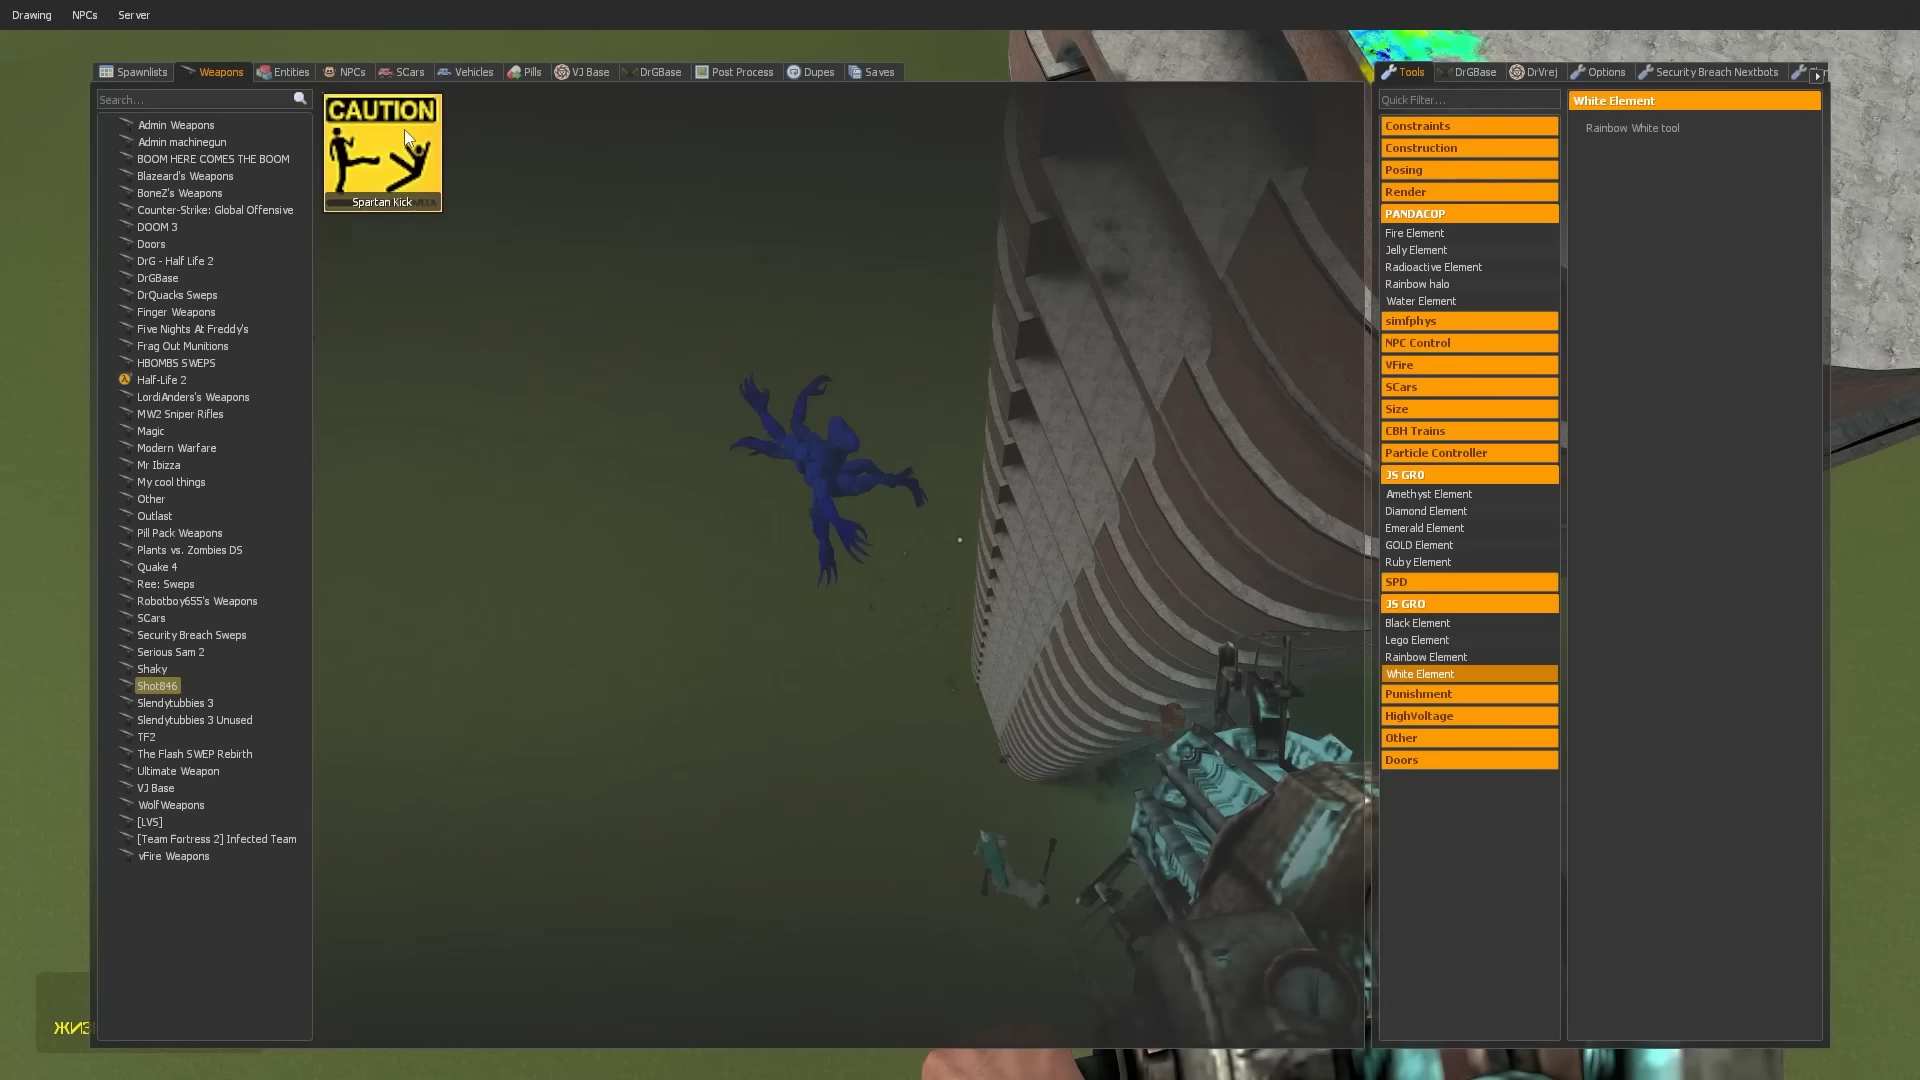 Drawing NPCs Server
Spawnlists Weapons Entities NPCs SCars Vehicles Pills VJ Base DrGBase Post Process Dupes Saves
Tools DrGBase DrVrej Options Security Breach Nextbots
Search...
Admin Weapons
Admin machinegun
BOOM HERE COMES THE BOOM
Blazeard's Weapons
BoneZ's Weapons
Counter-Strike: Global Offensive
DOOM 3
Doors
DrG - Half Life 2
DrGBase
DrQuacks Sweps
Finger Weapons
Five Nights At Freddy's
Frag Out Munitions
HBOMBS SWEPS
Half-Life 2
LordiAnders's Weapons
MW2 Sniper Rifles
Magic
Modern Warfare
Mr Ibizza
My cool things
Other
Outlast
Pill Pack Weapons
Plants vs. Zombies DS
Quake 4
Ree: Sweps
Robotboy655's Weapons
SCars
Security Breach Sweps
Serious Sam 2
Shaky
Shot846
Slendytubbies 3
Slendytubbies 3 Unused
TF2
The Flash SWEP Rebirth
Ultimate Weapon
VJ Base
Wolf Weapons
[LVS]
[Team Fortress 2] Infected Team
vFire Weapons
CAUTION
Spartan Kick
Quick Filter...
Constraints
Construction
Posing
Render
PANDACOP
Fire Element
Jelly Element
Radioactive Element
Rainbow halo
Water Element
simfphys
NPC Control
VFire
SCars
Size
CBH Trains
Particle Controller
JS GRO
Amethyst Element
Diamond Element
Emerald Element
GOLD Element
Ruby Element
SPD
JS GRO
Black Element
Lego Element
Rainbow Element
White Element
Punishment
HighVoltage
Other
Doors
White Element
Rainbow White tool